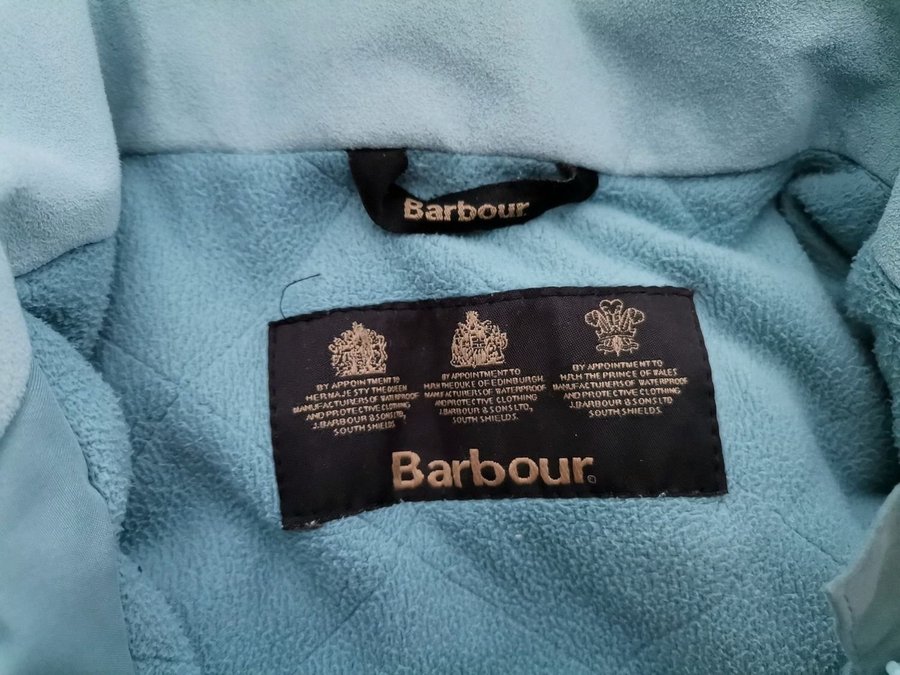 Barbour
BY APPOINTMENT TO
HER MAJESTY THE QUEEN
MANUFACTURERS OF WATERPROOF
AND PROTECTIVE CLOTHING
J.BARBOUR & SONS LTD,
SOUTH SHIELDS.
BY APPOINTMENT TO
H.R.H. THE DUKE OF EDINBURGH
MANUFACTURERS OF WATERPROOF
AND PROTECTIVE CLOTHING
J.BARBOUR & SONS LTD,
SOUTH SHIELDS.
BY APPOINTMENT TO
H.R.H. THE PRINCE OF WALES
MANUFACTURERS OF WATERPROOF
AND PROTECTIVE CLOTHING
J.BARBOUR & SONS LTD,
SOUTH SHIELDS.
Barbour